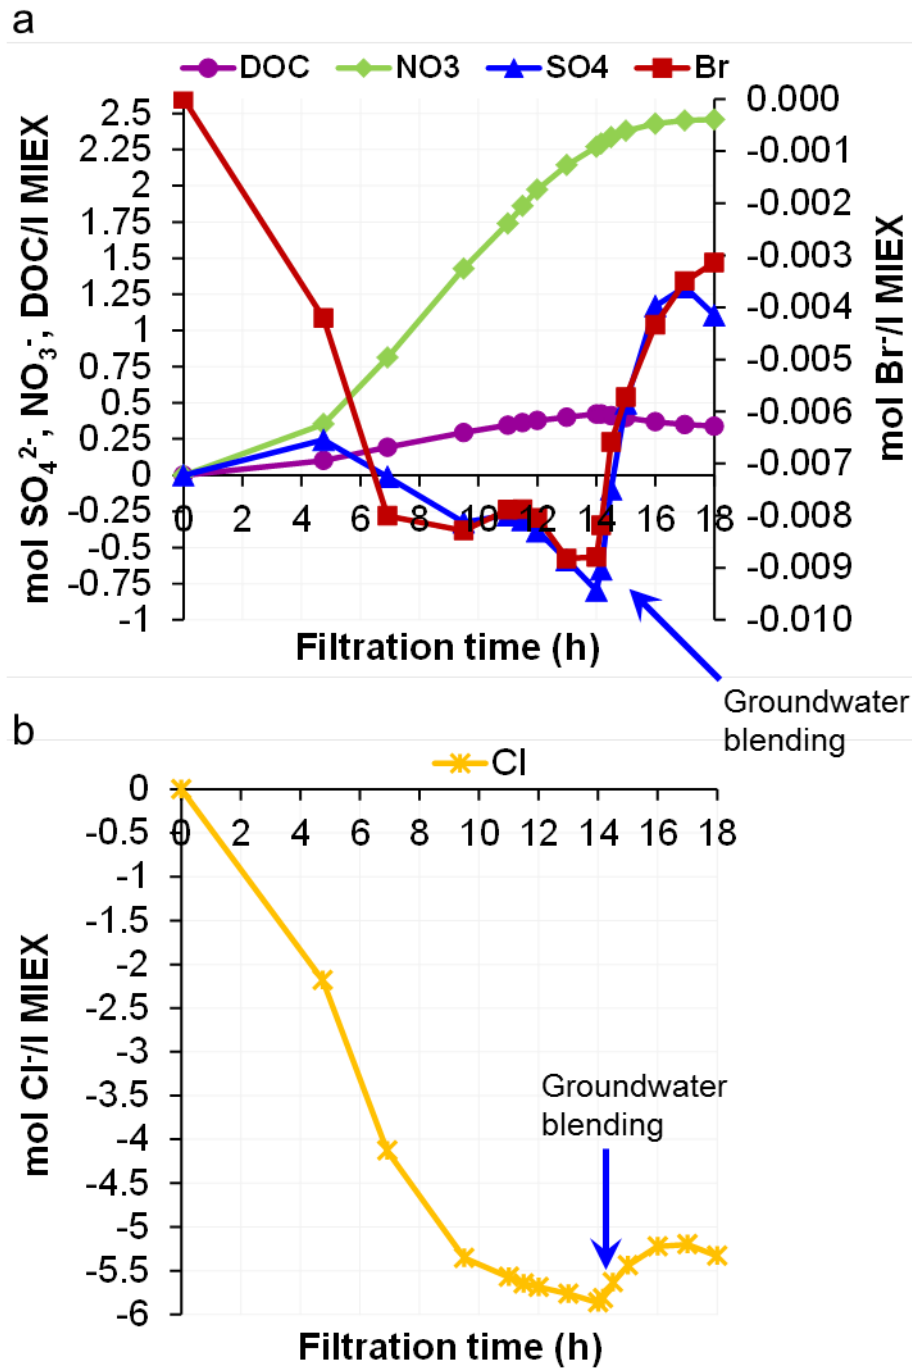 a
DOC NO3 SO4 Br
mol SO₄²⁻, NO₃⁻, DOC/l MIEX
2.5
2.25
2
1.75
1.5
1.25
1
0.75
0.5
0.25
0
-0.25
-0.5
-0.75
-1
0 2 4 6 8 10 12 14 16 18
0.000
-0.001
-0.002
-0.003
-0.004
-0.005
-0.006
-0.007
-0.008
-0.009
-0.010
mol Br⁻/l MIEX
Filtration time (h)
Groundwater
blending
b
Cl
mol Cl⁻/l MIEX
0
-0.5
-1
-1.5
-2
-2.5
-3
-3.5
-4
-4.5
-5
-5.5
-6
0 2 4 6 8 10 12 14 16 18
Groundwater
blending
Filtration time (h)